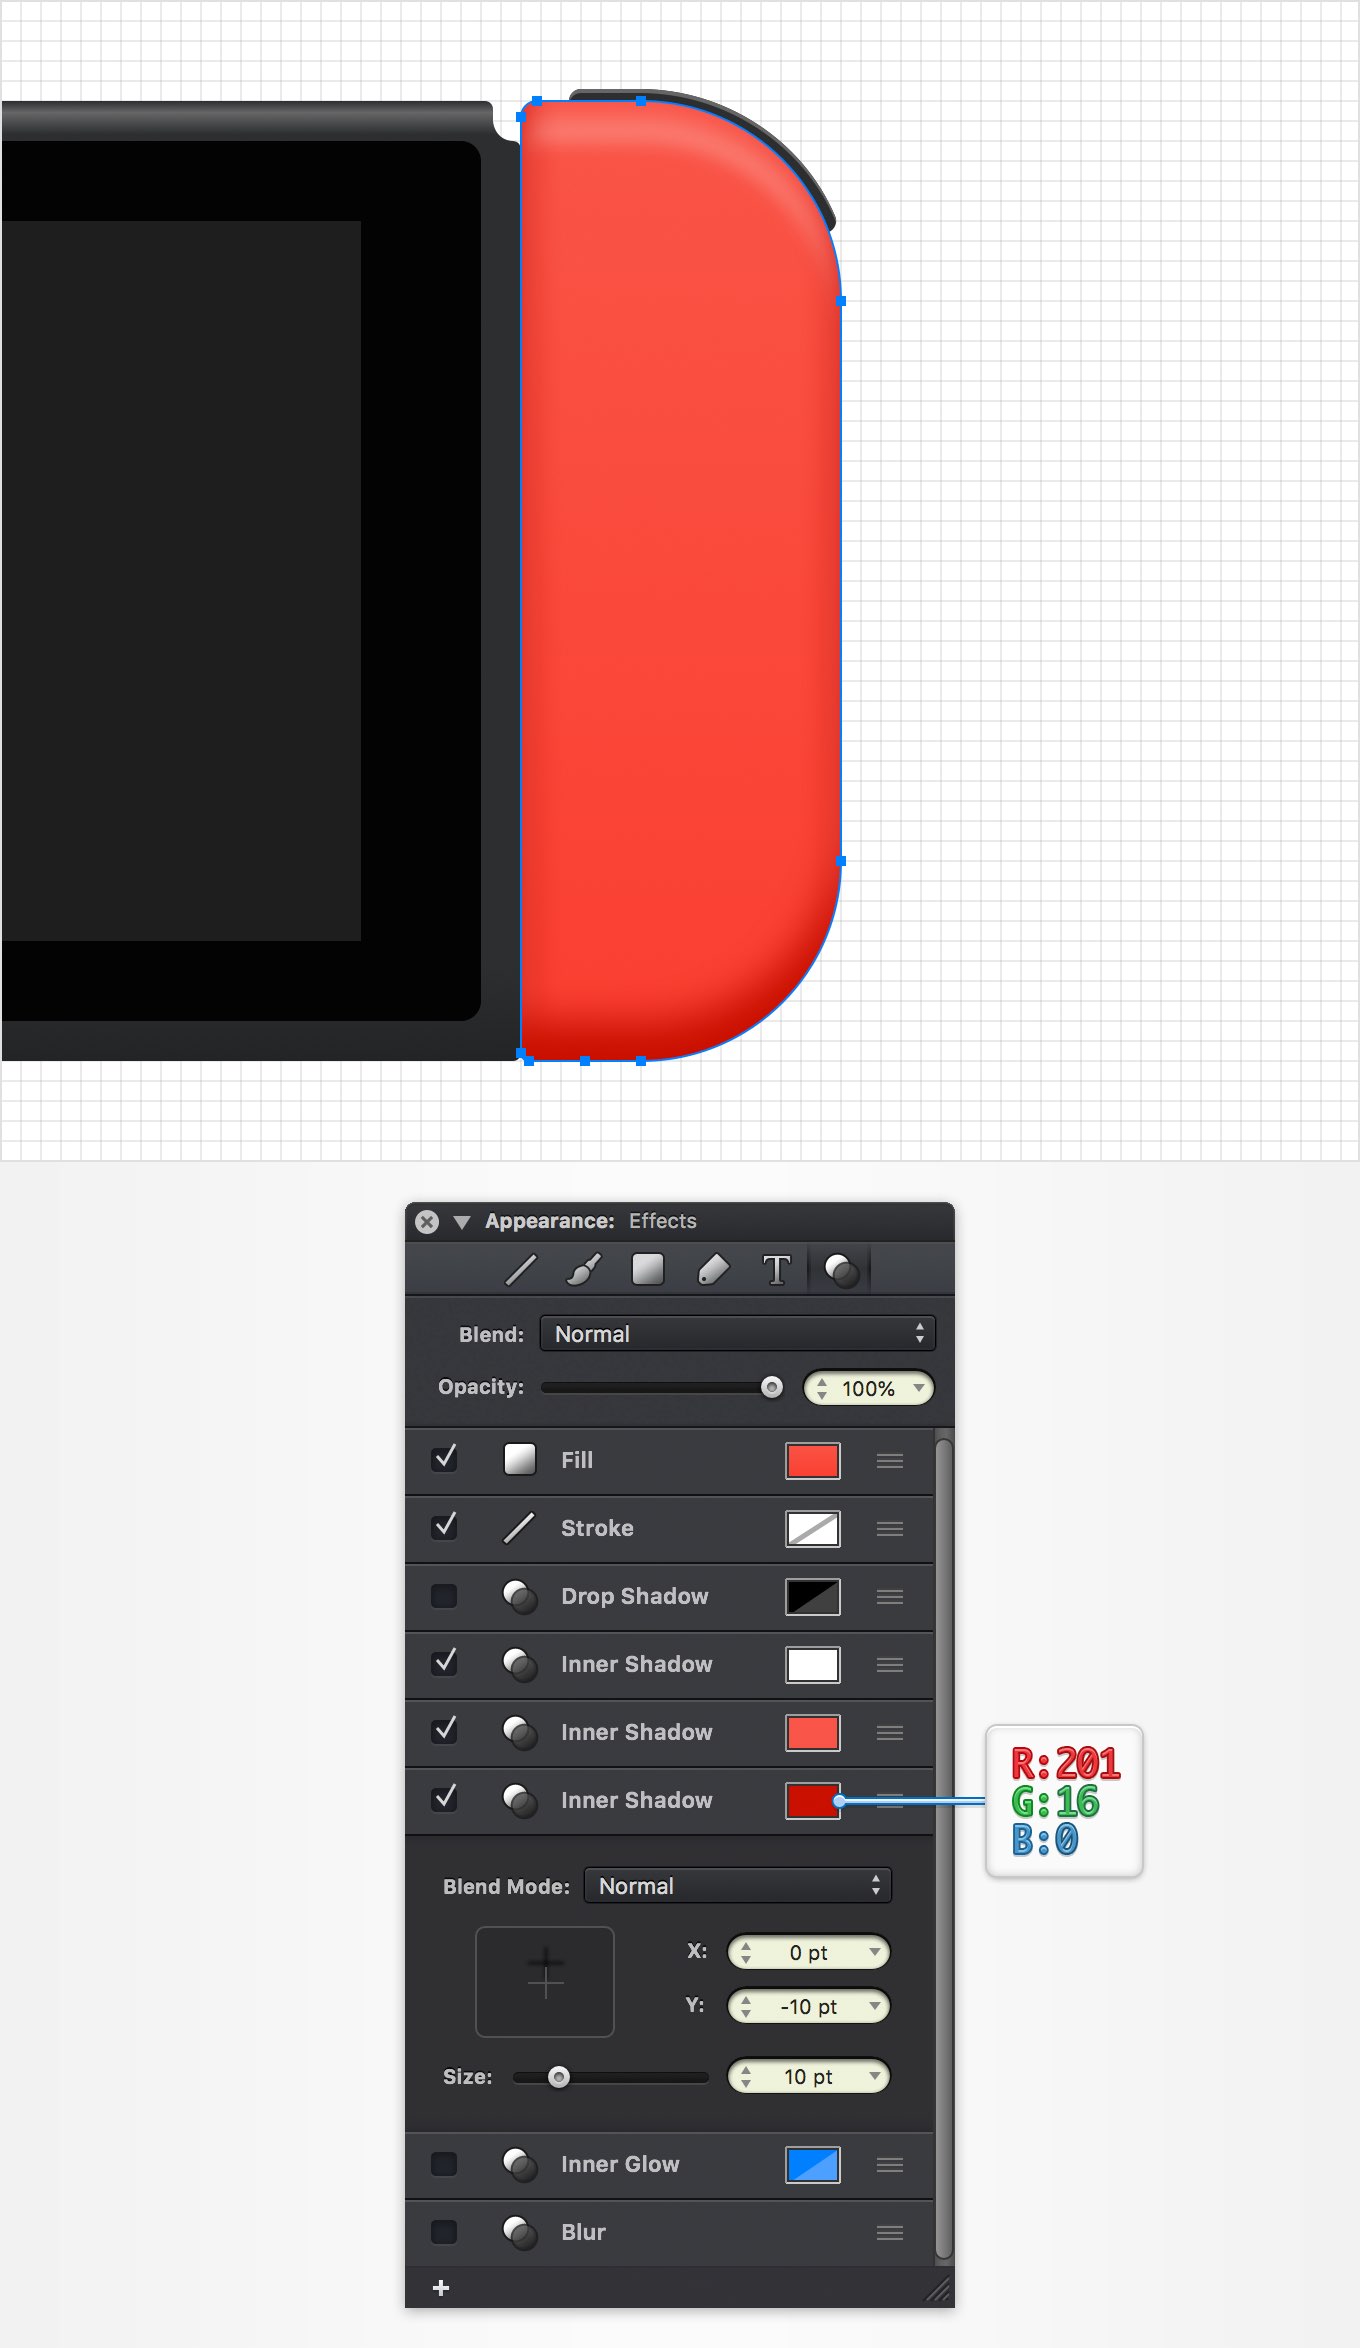 Appearance: Effects
T
Blend: Normal
Opacity: 100%
Fill
Stroke
Drop Shadow
Inner Shadow
Inner Shadow
Inner Shadow
R:201
G:16
B:0
Blend Mode: Normal
X: 0 pt
Y: -10 pt
Size: 10 pt
Inner Glow
Blur